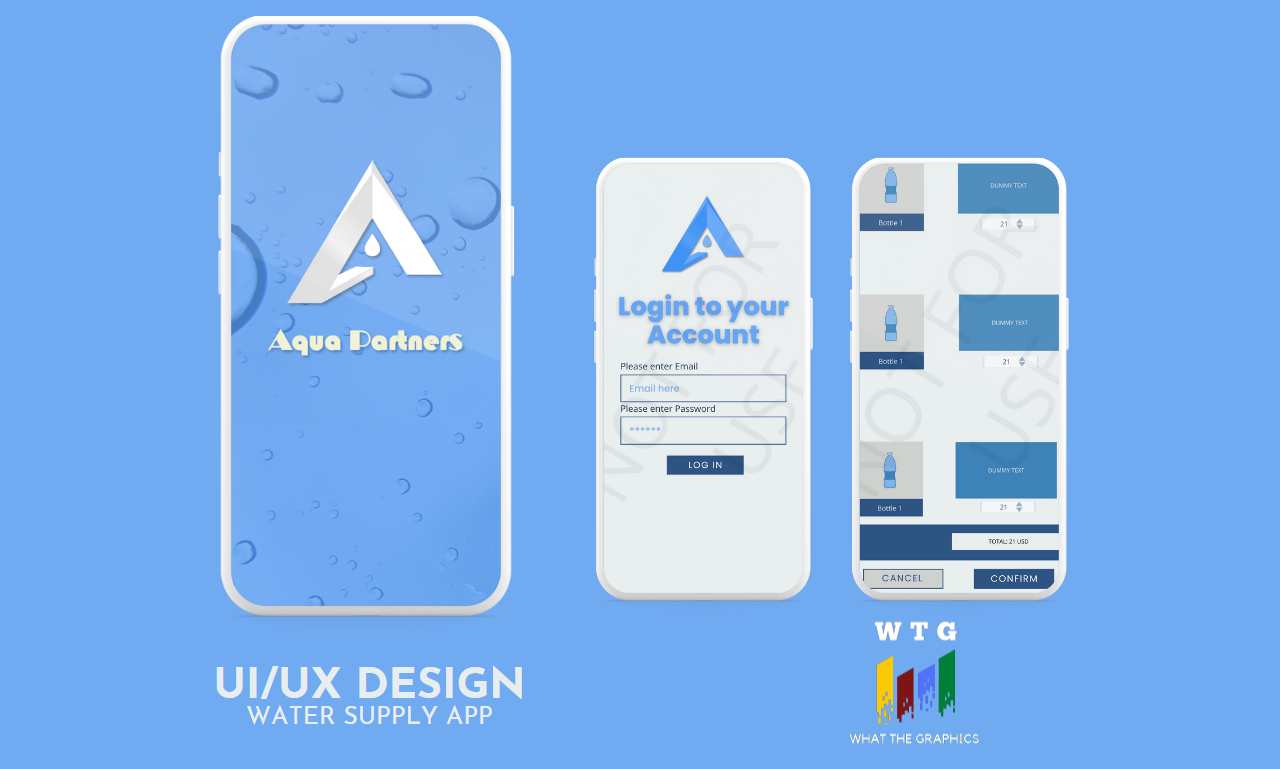 Aqua Partners
Login to your
Account
Please enter Email
Email here
Please enter Password
******
LOG IN
NOT FOR
USE
DUMMY TEXT
Bottle 1
21
DUMMY TEXT
Bottle 1
21
DUMMY TEXT
Bottle 1
21
TOTAL: 21 USD
CANCEL
CONFIRM
NOT FOR
USE
UI/UX DESIGN
WATER SUPPLY APP
W T G
WHAT THE GRAPHICS